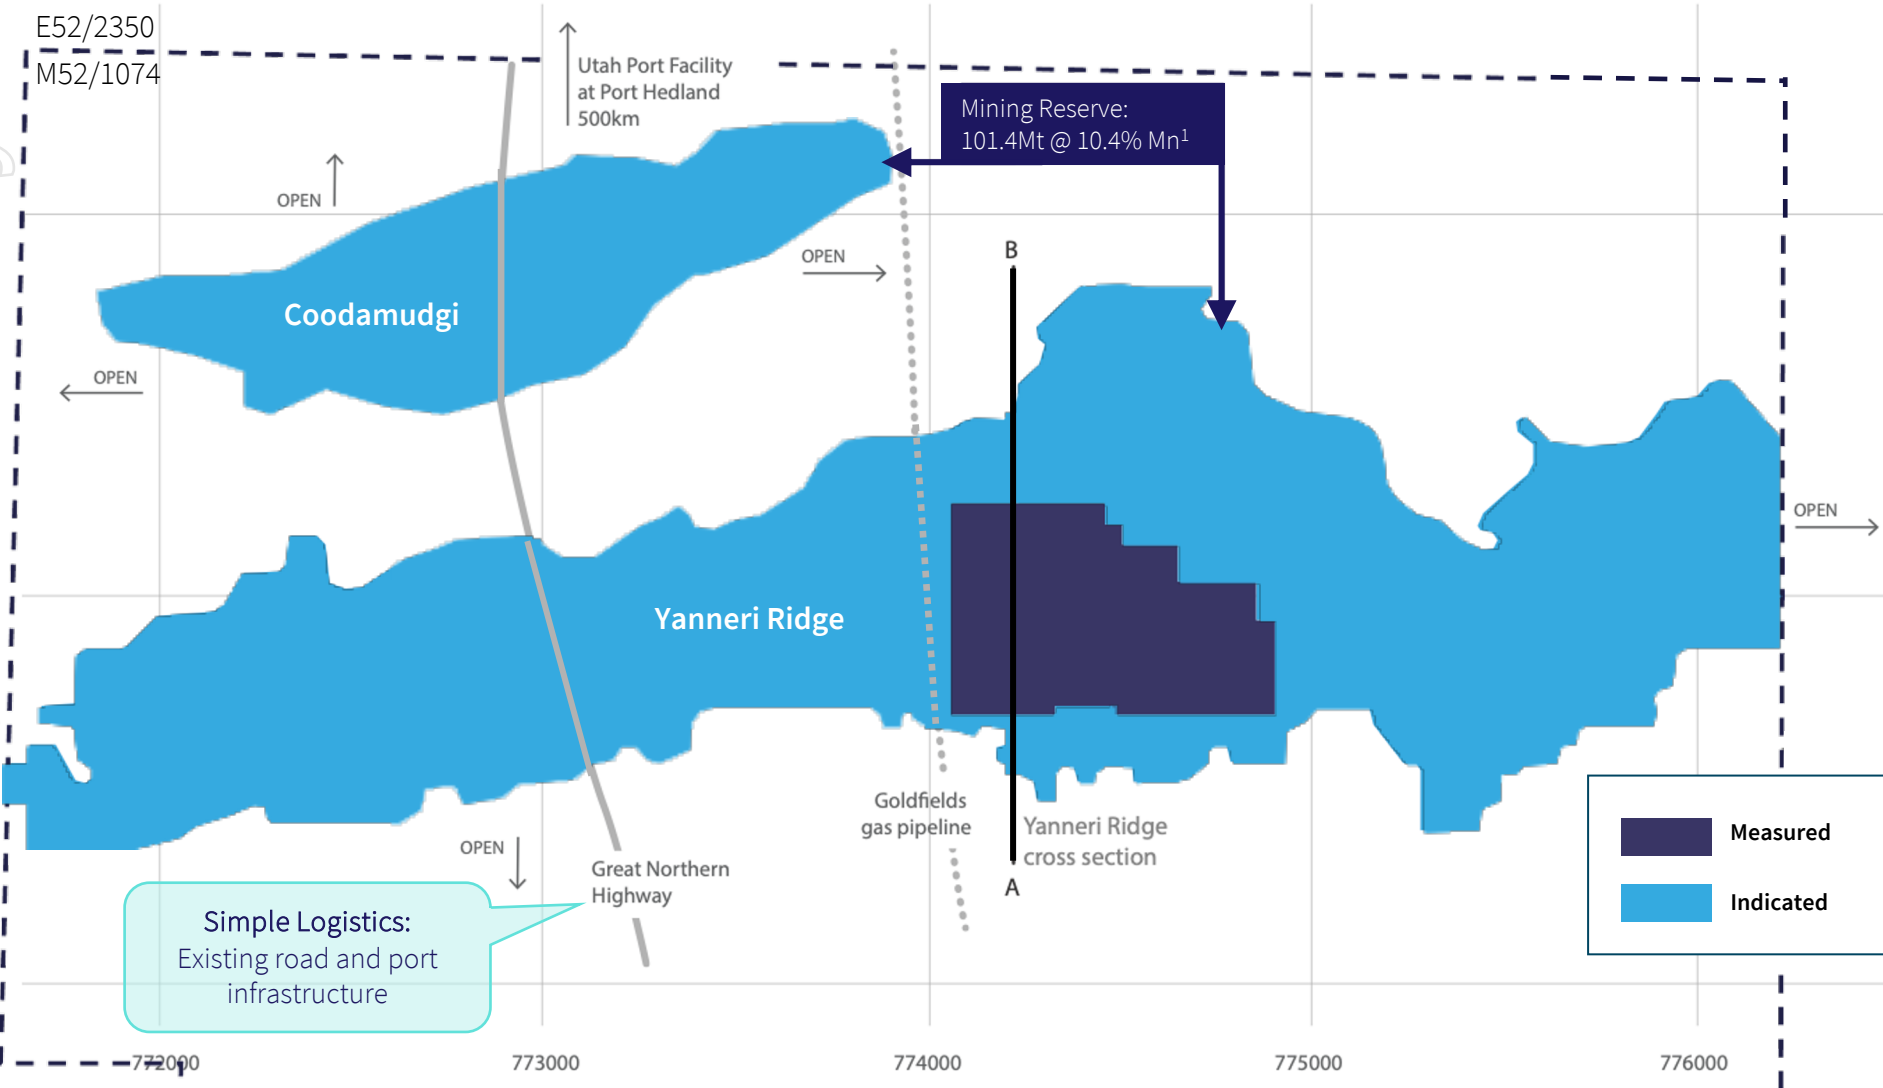 E52/2350
M52/1074
Utah Port Facility
at Port Hedland
500km
Mining Reserve:
101.4Mt @ 10.4% Mn¹
OPEN
OPEN
B
Coodamudgi
OPEN
OPEN
Yanneri Ridge
Goldfields
gas pipeline
Yanneri Ridge
cross section
A
OPEN
Great Northern
Highway
Simple Logistics:
Existing road and port
infrastructure
Measured
Indicated
772000
773000
774000
775000
776000